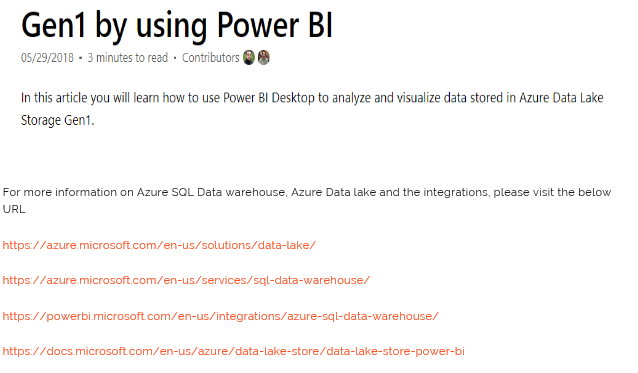 Gen1 by using Power BI
05/29/2018 • 3 minutes to read • Contributors
In this article you will learn how to use Power BI Desktop to analyze and visualize data stored in Azure Data Lake
Storage Gen1.
For more information on Azure SQL Data warehouse, Azure Data lake and the integrations, please visit the below
URL
https://azure.microsoft.com/en-us/solutions/data-lake/
https://azure.microsoft.com/en-us/services/sql-data-warehouse/
https://powerbi.microsoft.com/en-us/integrations/azure-sql-data-warehouse/
https://docs.microsoft.com/en-us/azure/data-lake-store/data-lake-store-power-bi